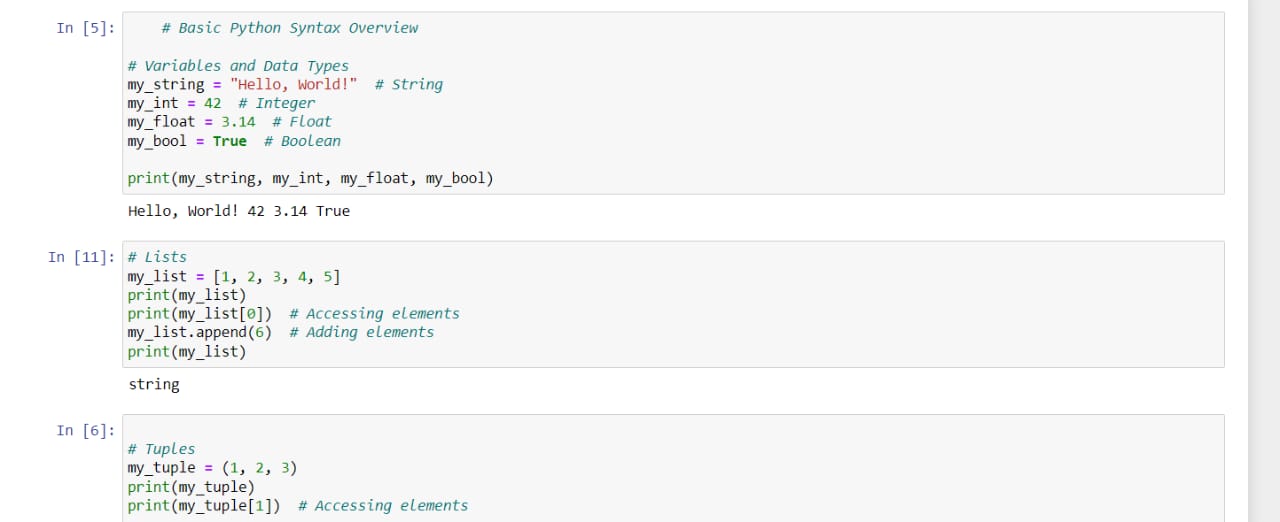 In [5]: # Basic Python Syntax Overview
# Variables and Data Types
my_string = "Hello, World!"  # String
my_int = 42  # Integer
my_float = 3.14  # Float
my_bool = True  # Boolean
print(my_string, my_int, my_float, my_bool)
Hello, World! 42 3.14 True
In [11]: # Lists
my_list = [1, 2, 3, 4, 5]
print(my_list)
print(my_list[0])  # Accessing elements
my_list.append(6)  # Adding elements
print(my_list)
string
In [6]:
# Tuples
my_tuple = (1, 2, 3)
print(my_tuple)
print(my_tuple[1])  # Accessing elements